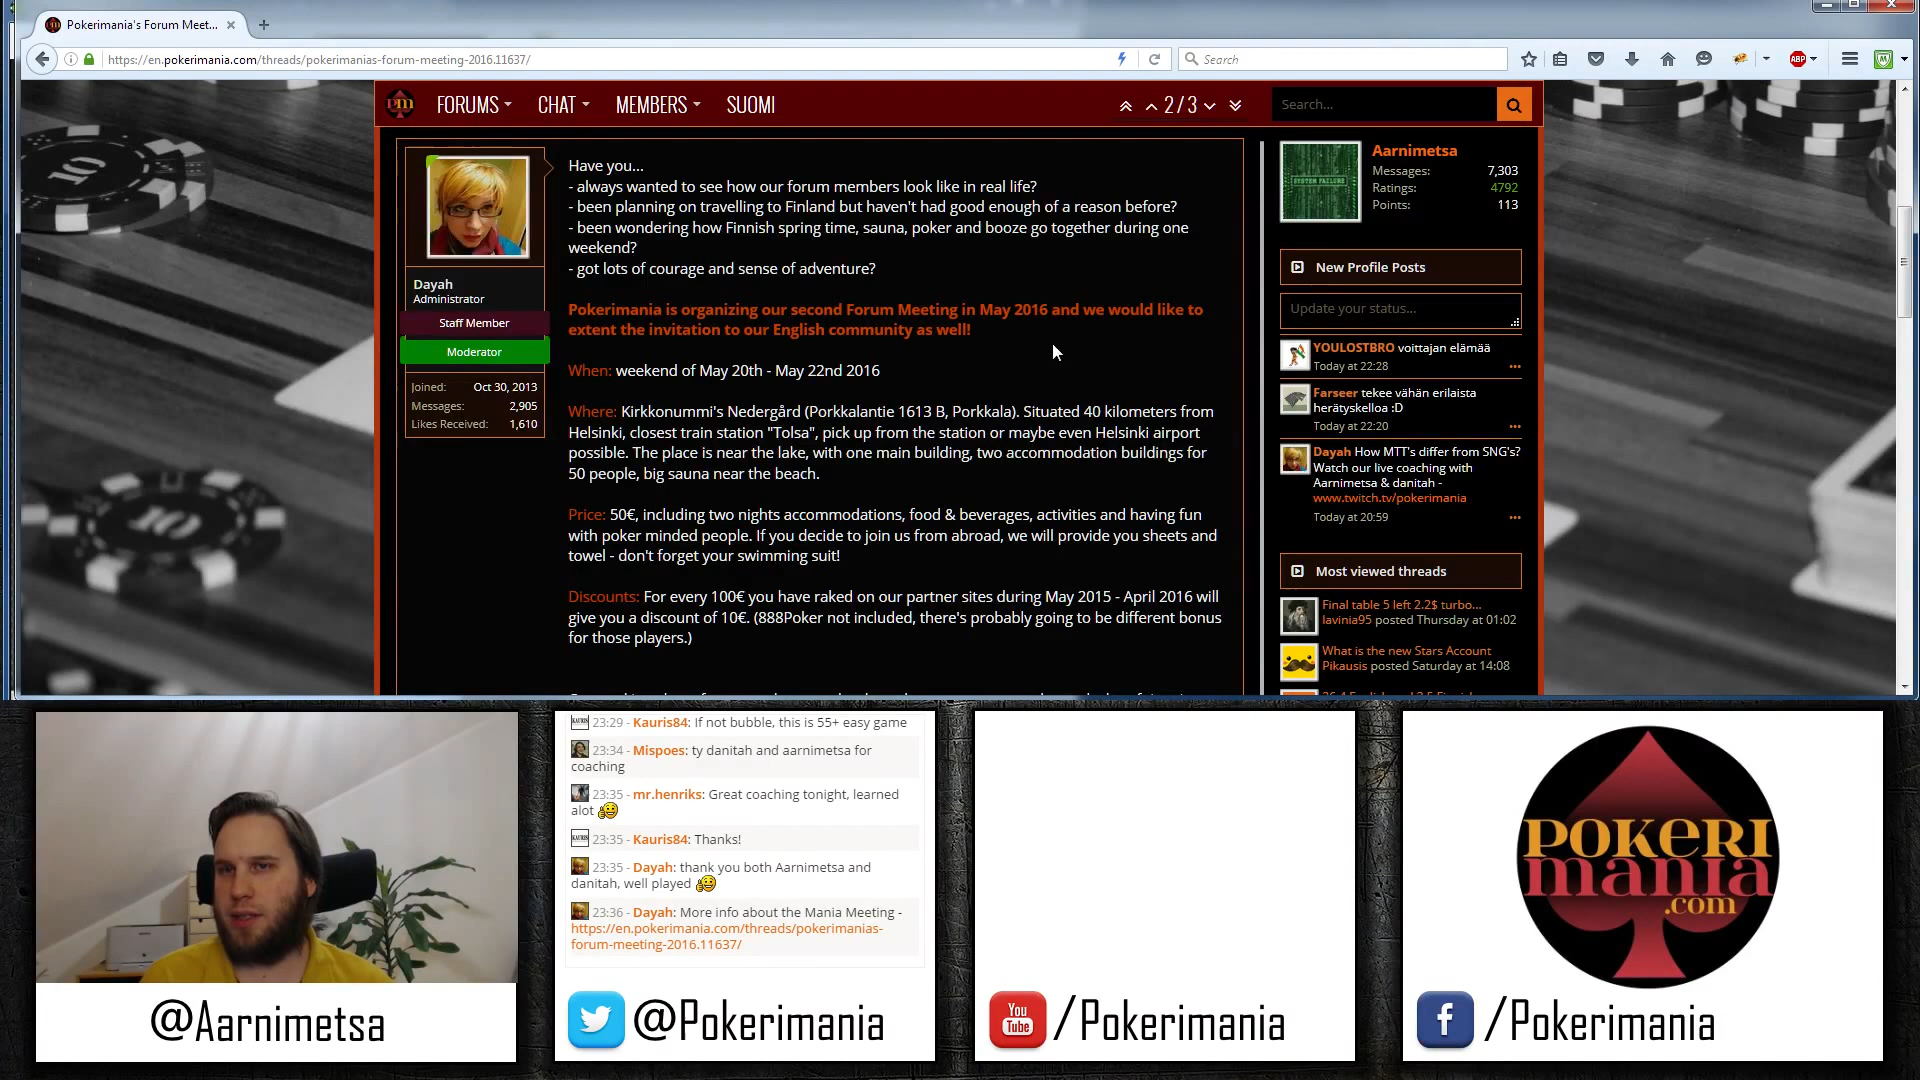 Pokerimania's Forum Meet...
https://en.pokerimania.com/threads/pokerimanias-forum-meeting-2016.11637/
Search
ABP
pm
FORUMS
CHAT
MEMBERS
SUOMI
2 / 3
Search...
Dayah
Administrator
Staff Member
Moderator
Joined: Oct 30, 2013
Messages: 2,905
Likes Received: 1,610
Have you...
- always wanted to see how our forum members look like in real life?
- been planning on travelling to Finland but haven't had good enough of a reason before?
- been wondering how Finnish spring time, sauna, poker and booze go together during one
weekend?
- got lots of courage and sense of adventure?
Pokerimania is organizing our second Forum Meeting in May 2016 and we would like to
extent the invitation to our English community as well!
When: weekend of May 20th - May 22nd 2016
Where: Kirkkonummi's Nedergård (Porkkalantie 1613 B, Porkkala). Situated 40 kilometers from
Helsinki, closest train station "Tolsa", pick up from the station or maybe even Helsinki airport
possible. The place is near the lake, with one main building, two accommodation buildings for
50 people, big sauna near the beach.
Price: 50€, including two nights accommodations, food & beverages, activities and having fun
with poker minded people. If you decide to join us from abroad, we will provide you sheets and
towel - don't forget your swimming suit!
Discounts: For every 100€ you have raked on our partner sites during May 2015 - April 2016 will
give you a discount of 10€. (888Poker not included, there's probably going to be different bonus
for those players.)
SYSTEM FAILURE
Aarnimetsa
Messages: 7,303
Ratings: 4792
Points: 113
New Profile Posts
Update your status...
YOULOSTBRO voittajan elämää
Today at 22:28
Farseer tekee vähän erilaista
herätyskelloa :D
Today at 22:20
Dayah How MTT's differ from SNG's?
Watch our live coaching with
Aarnimetsa & danitah -
www.twitch.tv/pokerimania
Today at 20:59
Most viewed threads
Final table 5 left 2.2$ turbo...
lavinia95 posted Thursday at 01:02
What is the new Stars Account
Pikausis posted Saturday at 14:08
10
10
23:29 - Kauris84: If not bubble, this is 55+ easy game
23:34 - Mispoes: ty danitah and aarnimetsa for
coaching
23:35 - mr.henriks: Great coaching tonight, learned
alot
23:35 - Kauris84: Thanks!
23:35 - Dayah: thank you both Aarnimetsa and
danitah, well played
23:36 - Dayah: More info about the Mania Meeting -
https://en.pokerimania.com/threads/pokerimanias-
forum-meeting-2016.11637/
POKERI
mania
.com
@Aarnimetsa
@Pokerimania
You
Tube
/Pokerimania
f
/Pokerimania